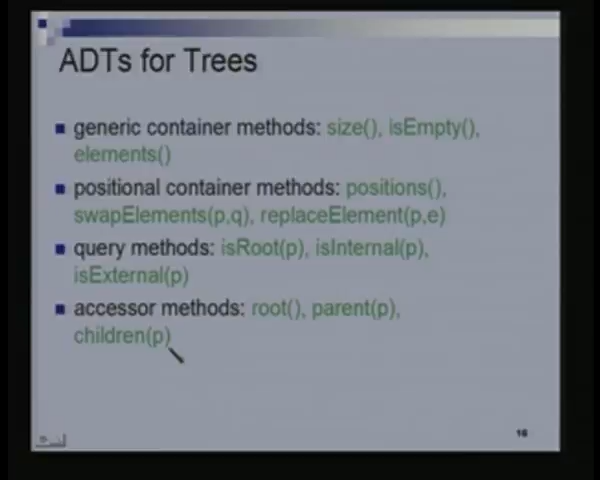 ADTs for Trees
generic container methods: size(), isEmpty(),
elements()
positional container methods: positions(),
swapElements(p,q), replaceElement(p,e)
query methods: isRoot(p), isInternal(p),
isExternal(p)
accessor methods: root(), parent(p),
children(p)
16